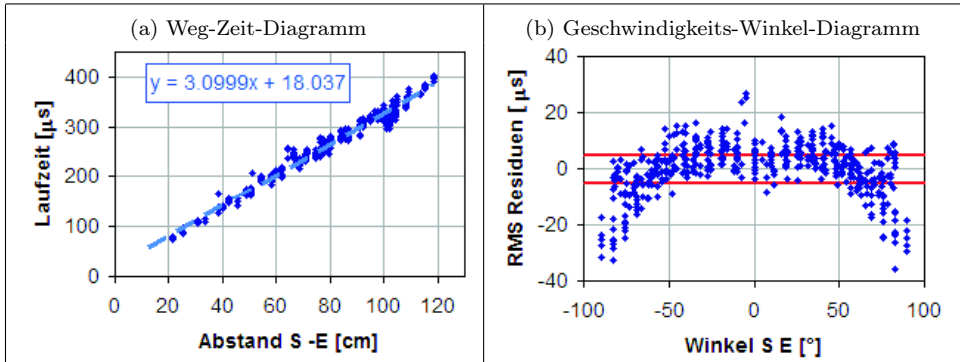 (a) Weg-Zeit-Diagramm
400
300
200
100
0
y = 3.0999x + 18.037
Laufzeit [µs]
0 20 40 60 80 100 120
Abstand S -E [cm]
(b) Geschwindigkeits-Winkel-Diagramm
40
20
0
-20
-40
RMS Residuen [ µs]
-100 -50 0 50 100
Winkel S E [°]